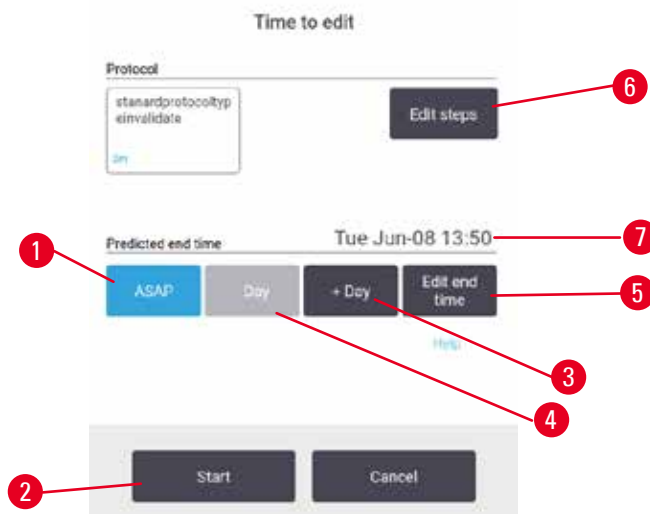 Time to edit
Protocol
stanardprotocoltyp
einvalidate
Edit steps
6
Predicted end time
Tue Jun-08 13:50
7
1
ASAP
Day
+ Day
Edit end
time
5
Help
3
4
2
Start
Cancel